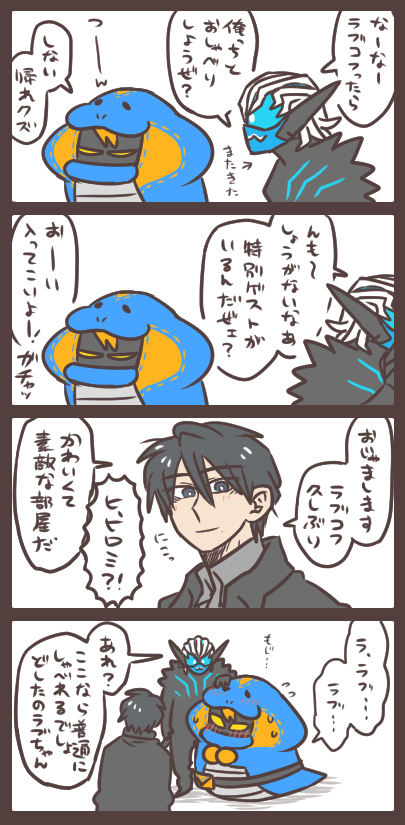 なーなー
ラブコフったら
俺っちと
おしゃべり
しようぜ?
またきた
つーん
しない
帰れクズ
んも〜
しょうがないなぁ
特別ゲストが
いるんだぜェ?
おーーい
入ってこいよー!
ガチャッ
おじゃまします
ラブコフ
久しぶり
にこっ
ヒ、ヒロミ?!
かわいくて
素敵な部屋だ
ラ、ラブ…
ラブ…
もじ…
あれ?
ここなら普通に
しゃべれるでしょ
どしたのラブちゃん